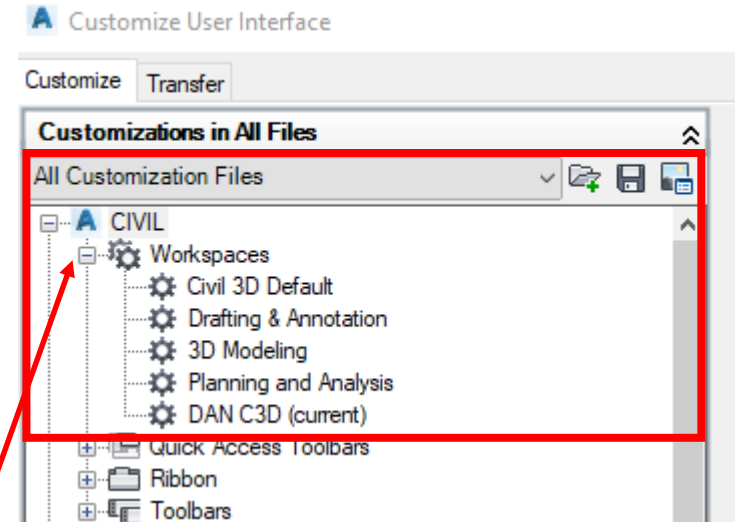 Customize User Interface
Customize Transfer
Customizations in All Files
All Customization Files
CIVIL
Workspaces
Civil 3D Default
Drafting & Annotation
3D Modeling
Planning and Analysis
DAN C3D (current)
Quick Access Toolbars
Ribbon
Toolbars